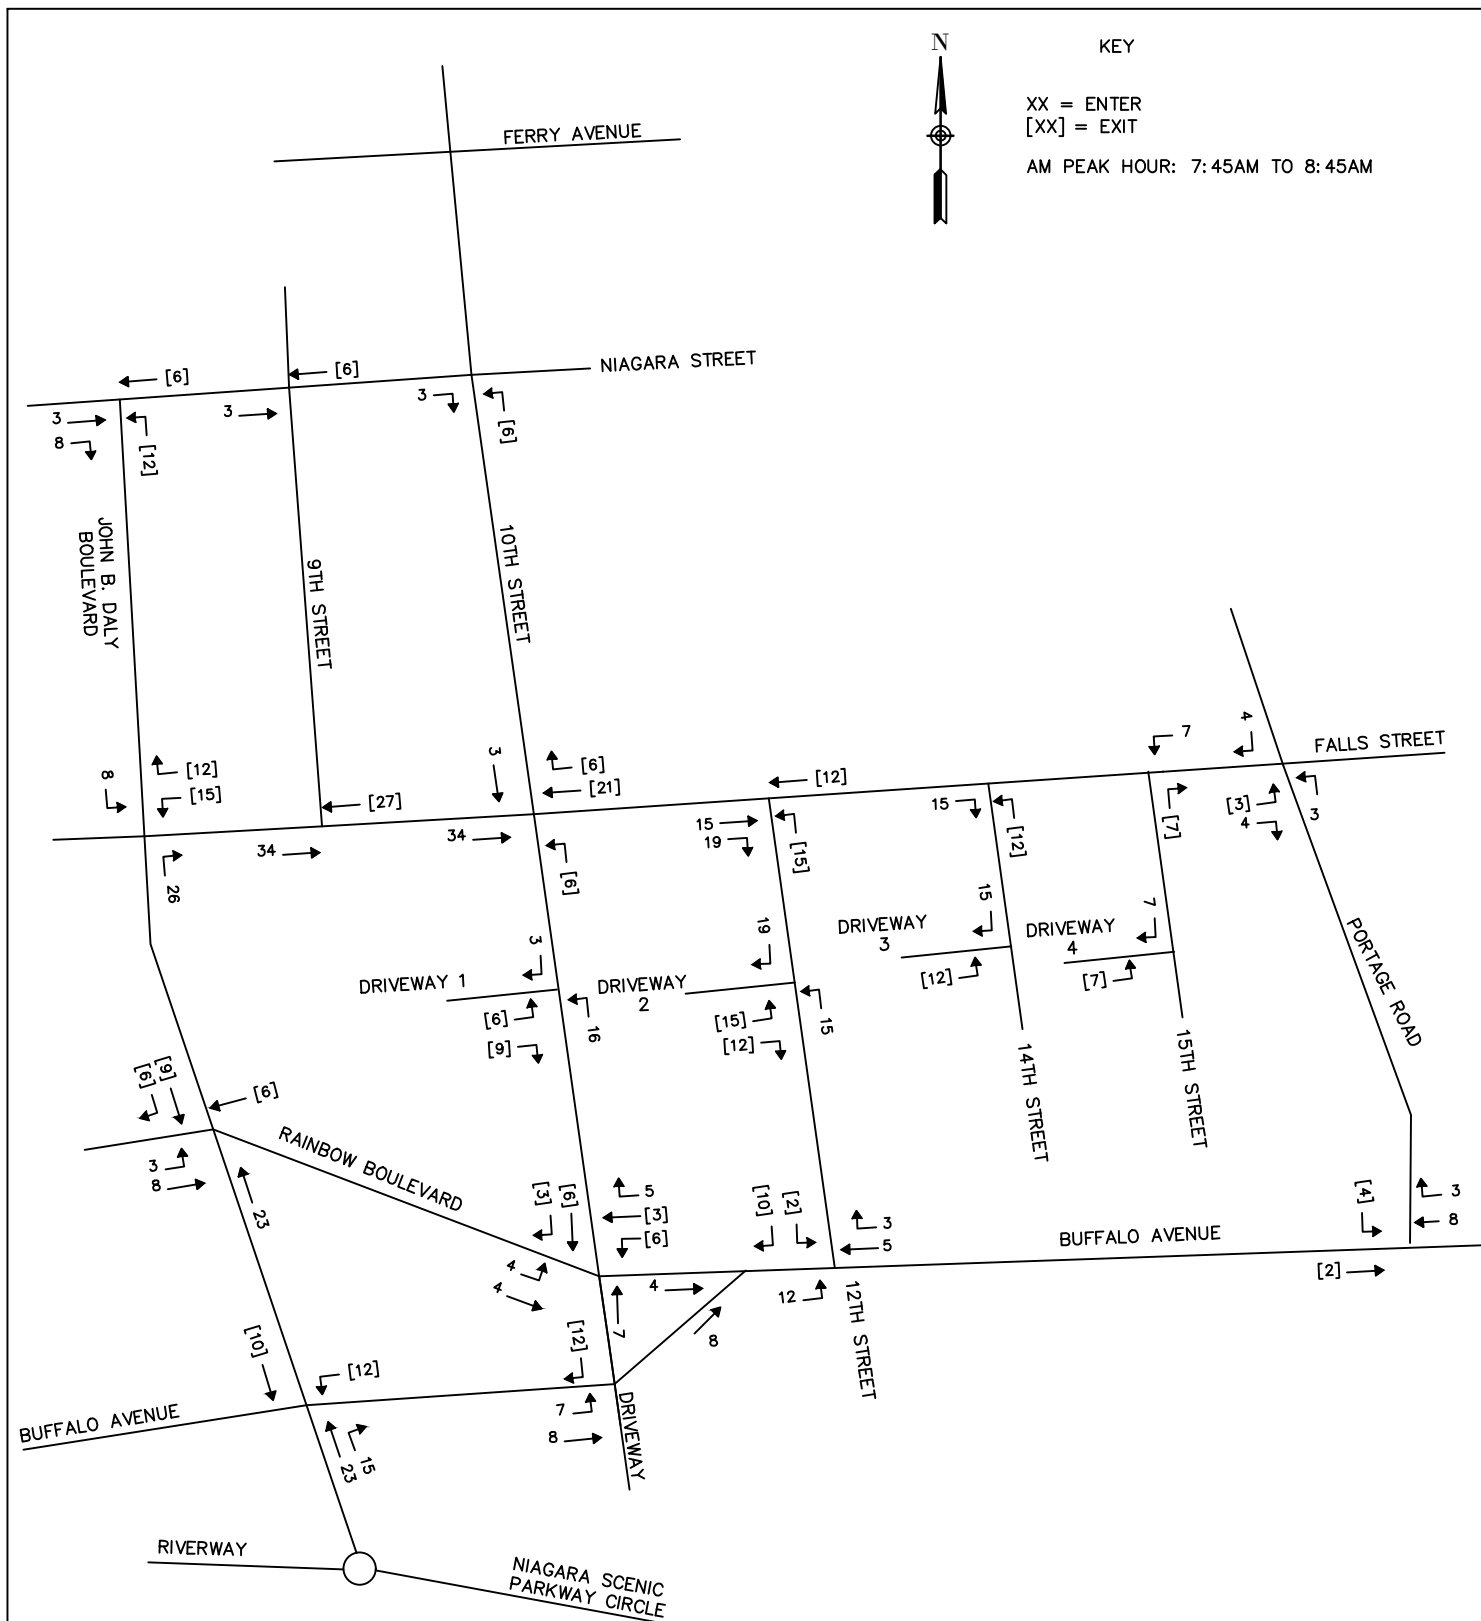 N
KEY
XX = ENTER
[XX] = EXIT
AM PEAK HOUR: 7:45AM TO 8:45AM
FERRY AVENUE
NIAGARA STREET
[6]
[6]
3
8
[12]
3
3
[6]
JOHN B. DALY
BOULEVARD
9TH STREET
10TH STREET
FALLS STREET
8
[12]
[15]
[27]
3
[6]
[21]
[12]
7
4
26
34
34
[6]
15
19
[15]
15
[12]
[7]
[3]
4
3
DRIVEWAY 1
3
[6]
[9]
16
DRIVEWAY
2
19
[15]
[12]
15
DRIVEWAY
3
15
[12]
DRIVEWAY
4
7
[7]
14TH STREET
15TH STREET
PORTAGE ROAD
[9]
[6]
[6]
3
8
23
RAINBOW BOULEVARD
[3]
[6]
5
[3]
[6]
4
4
4
[10]
[2]
3
5
12
BUFFALO AVENUE
[4]
3
8
[2]
12TH STREET
7
8
[12]
7
8
DRIVEWAY
[10]
[12]
BUFFALO AVENUE
23
15
RIVERWAY
NIAGARA SCENIC
PARKWAY CIRCLE